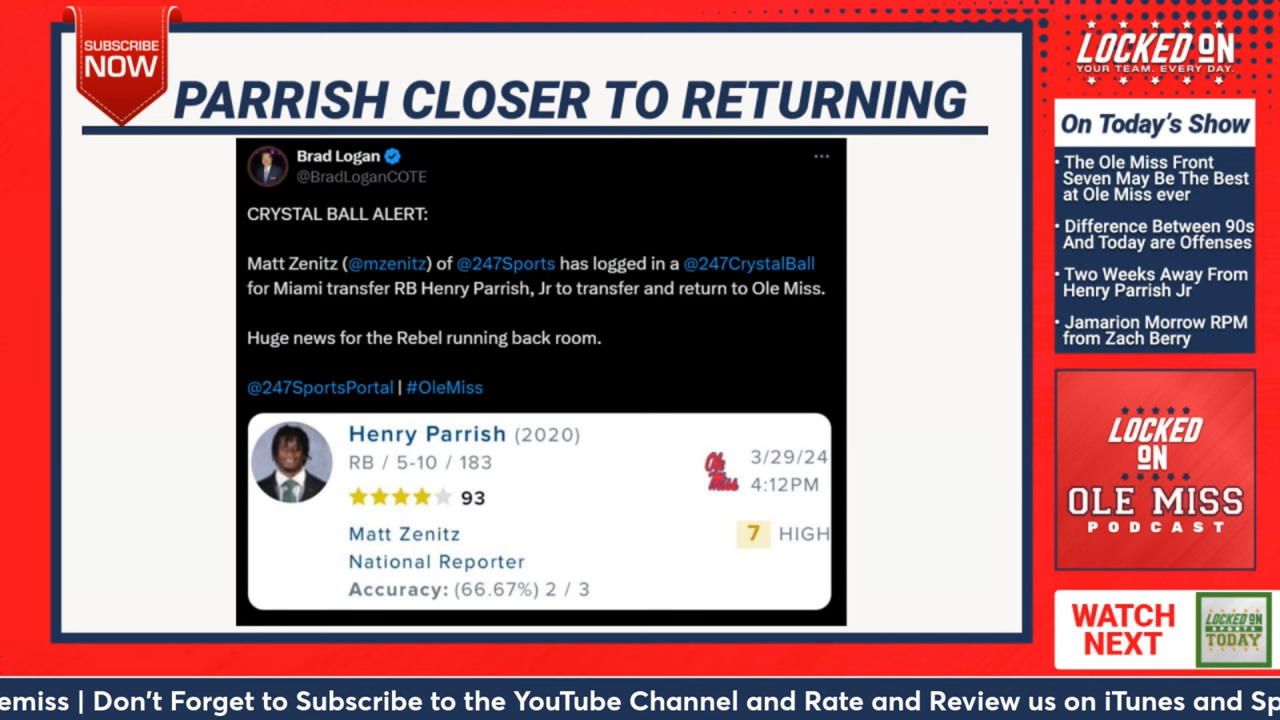 SUBSCRIBE
NOW
PARRISH CLOSER TO RETURNING
Brad Logan
@BradLoganCOTE
CRYSTAL BALL ALERT:
Matt Zenitz (@mzenitz) of @247Sports has logged in a @247CrystalBall
for Miami transfer RB Henry Parrish, Jr to transfer and return to Ole Miss.
Huge news for the Rebel running back room.
@247SportsPortal | #OleMiss
Henry Parrish (2020)
RB / 5-10 / 183
93
Matt Zenitz
National Reporter
Accuracy: (66.67%) 2 / 3
Ole
Miss
3/29/24
4:12PM
7 HIGH
LOCKED ON
YOUR TEAM. EVERY DAY.
On Today's Show
• The Ole Miss Front
Seven May Be The Best
at Ole Miss ever
• Difference Between 90s
And Today are Offenses
• Two Weeks Away From
Henry Parrish Jr
• Jamarion Morrow RPM
from Zach Berry
LOCKED
ON
OLE MISS
PODCAST
WATCH
NEXT
LOCKED ON
SPORTS
TODAY
emiss | Don't Forget to Subscribe to the YouTube Channel and Rate and Review us on iTunes and Sp